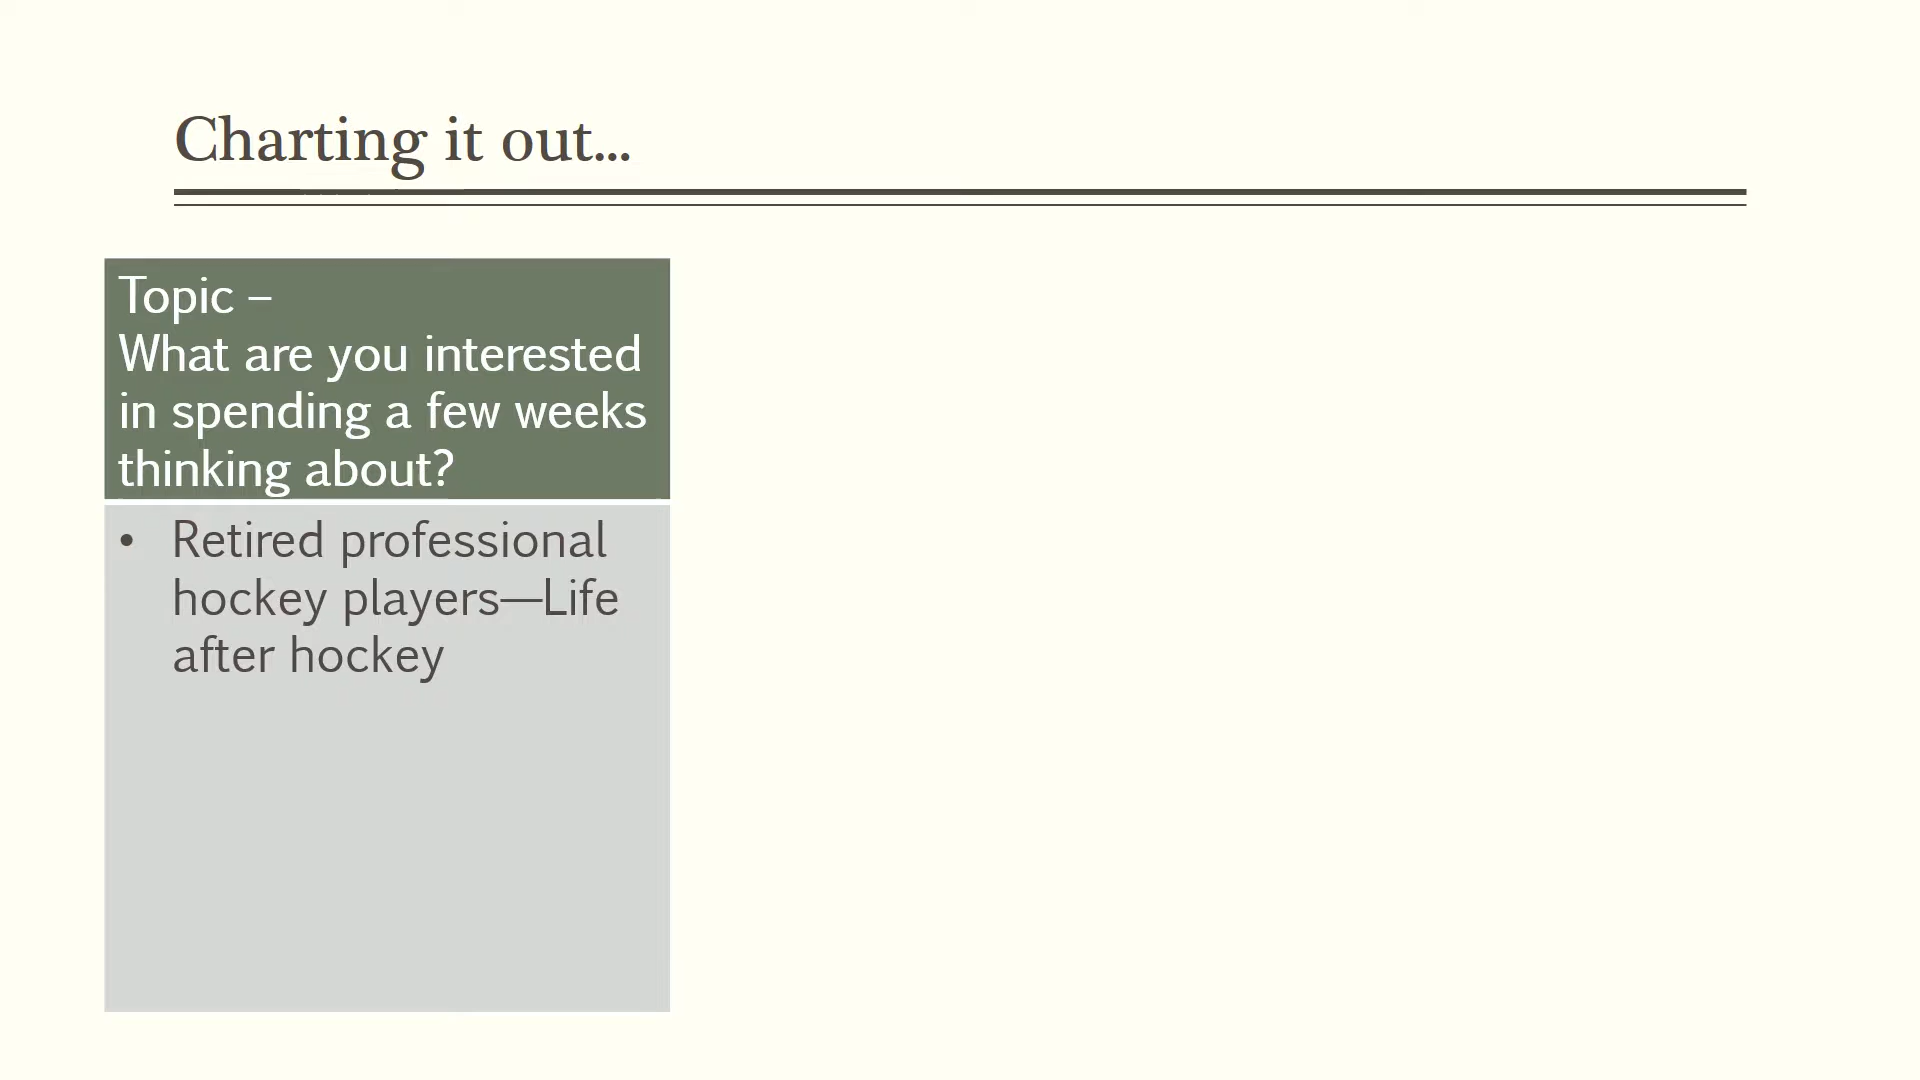 Charting it out…
Topic –
What are you interested
in spending a few weeks
thinking about?
• Retired professional
hockey players—Life
after hockey